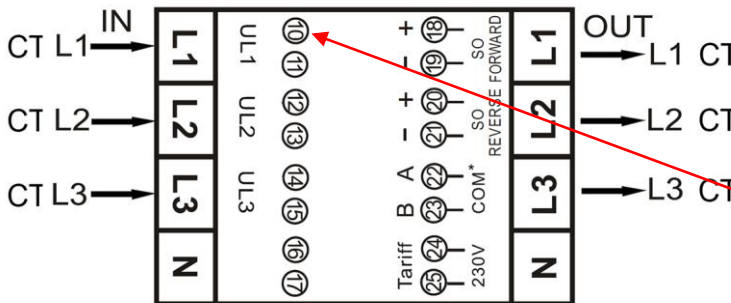 IN
OUT
CT L1
CT L2
CT L3
L1
L2
L3
N
UL1
UL2
UL3
10
11
12
13
14
15
16
17
+ 18
- 19
+ 20
- 21
A 22
B 23
Tariff 24
25
SO
FORWARD
SO
REVERSE
COM*
230V
L1
L2
L3
N
L1 CT
L2 CT
L3 CT